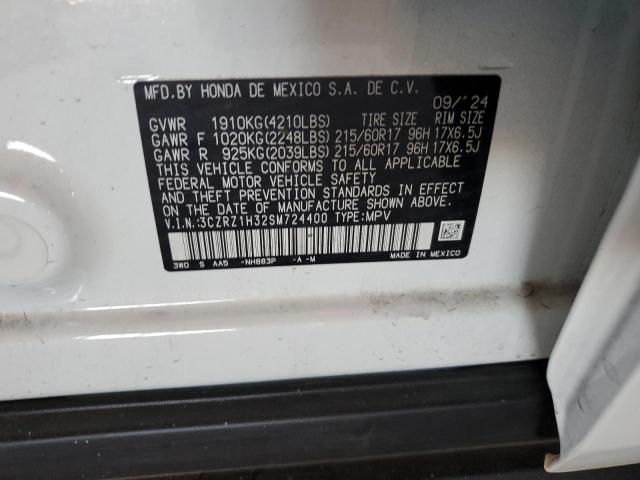 MFD.BY HONDA DE MEXICO S.A. DE C.V.
09/'24
GVWR 1910KG(4210LBS) TIRE SIZE RIM SIZE
GAWR F 1020KG(2248LBS) 215/60R17 96H 17X6.5J
GAWR R 925KG(2039LBS) 215/60R17 96H 17X6.5J
THIS VEHICLE CONFORMS TO ALL APPLICABLE
FEDERAL MOTOR VEHICLE SAFETY
AND THEFT PREVENTION STANDARDS IN EFFECT
ON THE DATE OF MANUFACTURE SHOWN ABOVE.
V.I.N.:3CZRZ1H32SM724400 TYPE:MPV
3W0 S AA5 -NH883P -A -M
MADE IN MEXICO